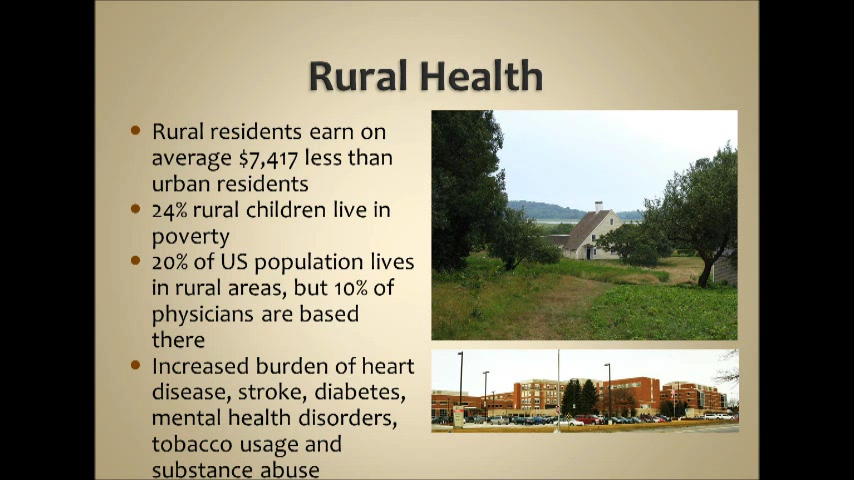 Rural Health
Rural residents earn on
average $7,417 less than
urban residents
24% rural children live in
poverty
20% of US population lives
in rural areas, but 10% of
physicians are based
there
Increased burden of heart
disease, stroke, diabetes,
mental health disorders,
tobacco usage and
substance abuse